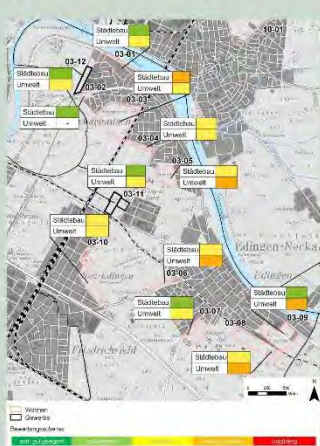 Städtebau
Umwelt
10-01
03-12
03-01
Städtebau
Umwelt
03-02
Städtebau
Umwelt
03-03
Städtebau
Umwelt -
Städtebau
Umwelt
03-04
03-05
Städtebau
Umwelt
Städtebau
Umwelt
03-11
Städtebau
Umwelt
03-10
Edingen-Neckar
Städtebau
Umwelt
03-06
Edingen
Städtebau
Umwelt
Städtebau
Umwelt
03-07
03-08
03-09
Friedrichsfeld
Städtebau
Umwelt
Wohnen
Gewerbe
Bewertungsschema
sehr gut geeignet